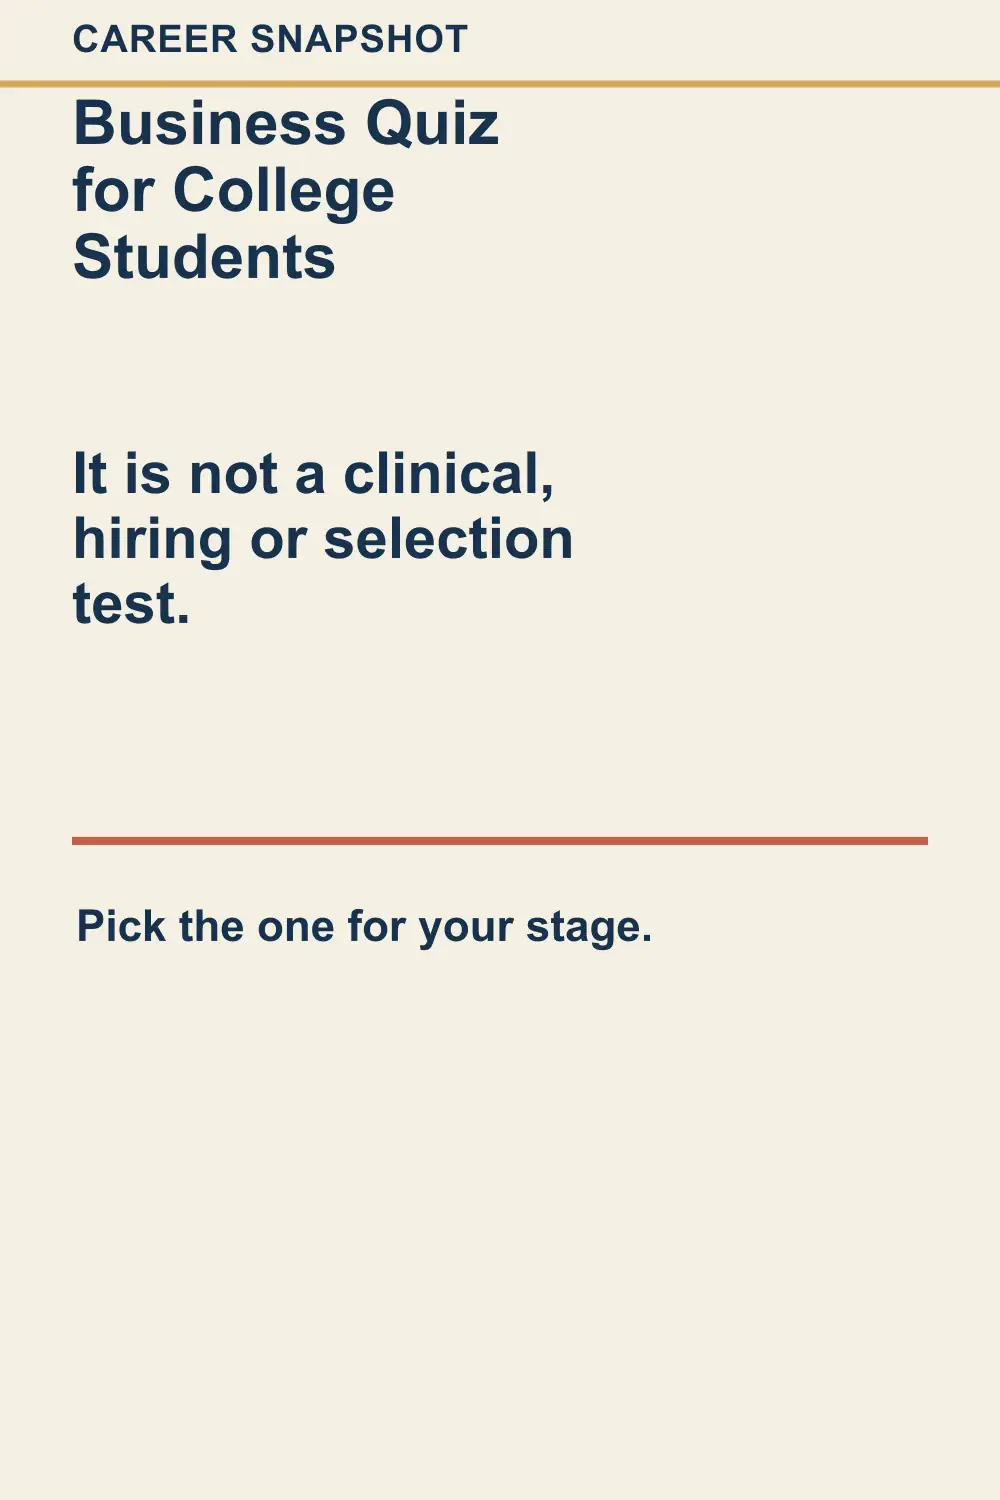 CAREER SNAPSHOT
Business Quiz
for College
Students
It is not a clinical,
hiring or selection
test.
Pick the one for your stage.